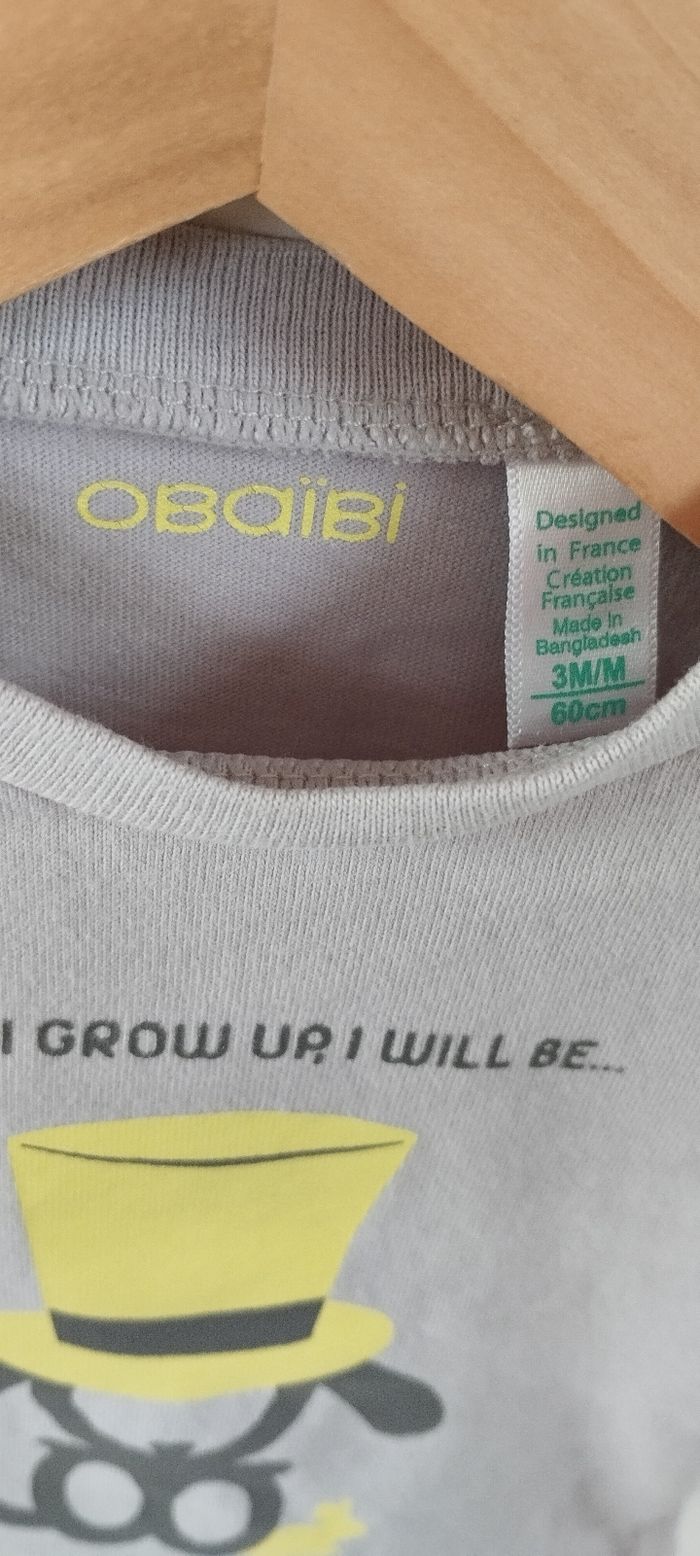 OBaïBi
Designed
in France
Création
Française
Made in
Bangladesh
3M/M
60cm
I GROW UP, I WILL BE...